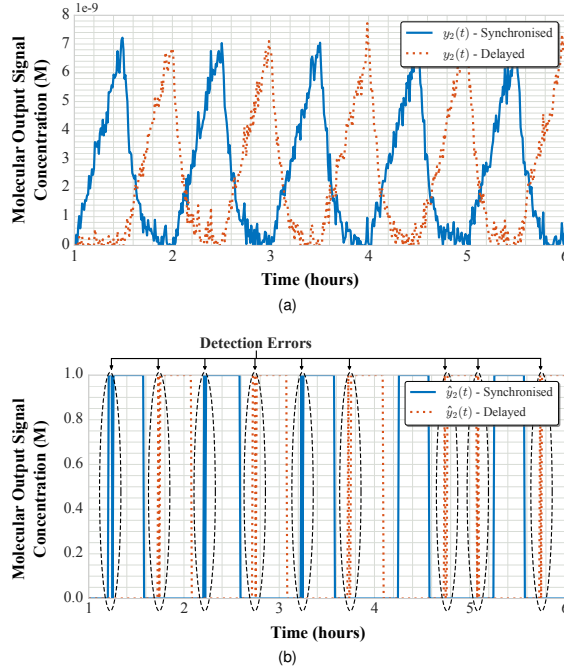 8 e-9
y₂(t) - Synchronised
y₂(t) - Delayed
Molecular Output Signal
Concentration (M)
7
6
5
4
3
2
1
0
1 2 3 4 5 6
Time (hours)
(a)
Detection Errors
ŷ₂(t) - Synchronised
ŷ₂(t) - Delayed
Molecular Output Signal
Concentration (M)
1.0
0.8
0.6
0.4
0.2
0.0
1 2 3 4 5 6
Time (hours)
(b)